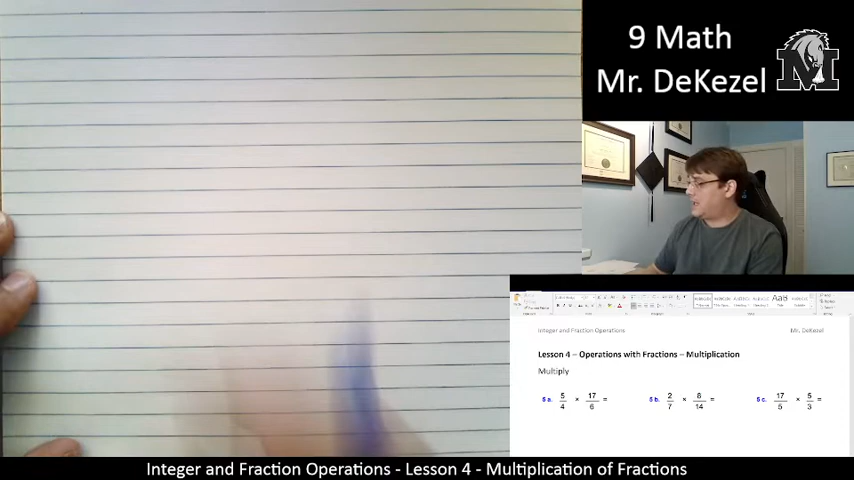 9 Math
Mr. DeKezel
M
Integer and Fraction Operations Mr. DeKezel
Lesson 4 – Operations with Fractions – Multiplication
Multiply
5 a. 5/4 × 17/6 = 5 b. 2/7 × 8/14 = 5 c. 17/5 × 5/3 =
Integer and Fraction Operations - Lesson 4 - Multiplication of Fractions